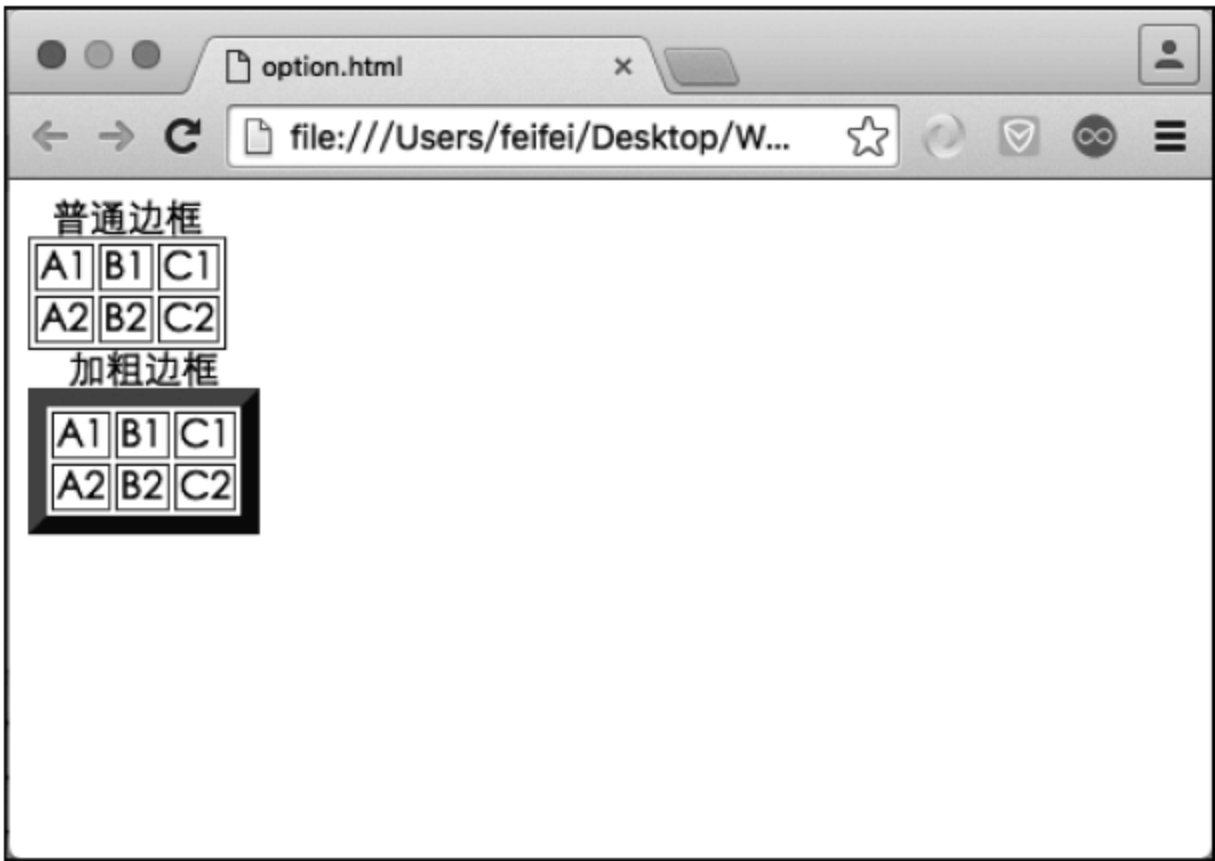 option.html
file:///Users/feifei/Desktop/W...
普通边框
A1 B1 C1
A2 B2 C2
加粗边框
A1 B1 C1
A2 B2 C2